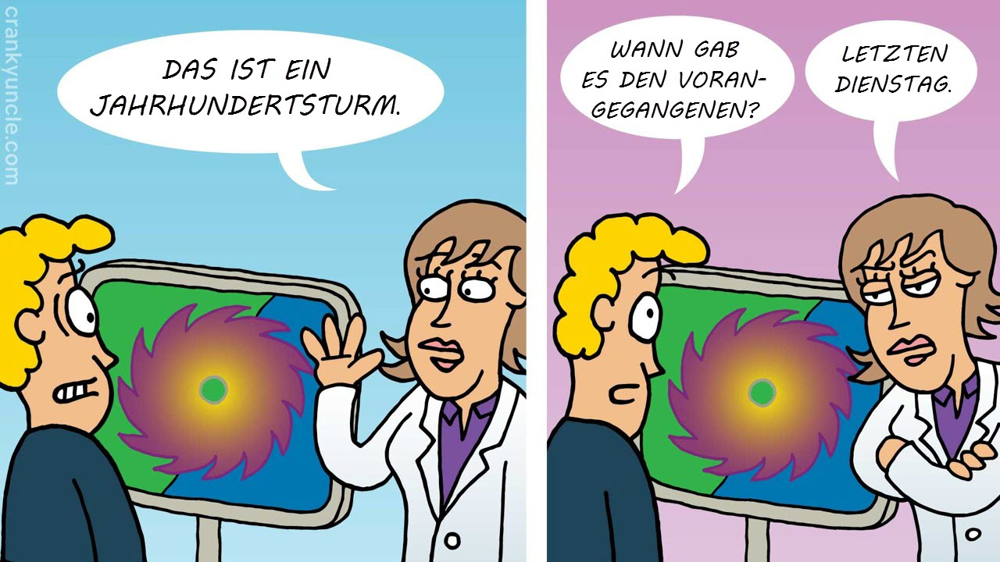 crankyuncle.com
DAS IST EIN
JAHRHUNDERTSTURM.
WANN GAB
ES DEN VORAN-
GEGANGENEN?
LETZTEN
DIENSTAG.